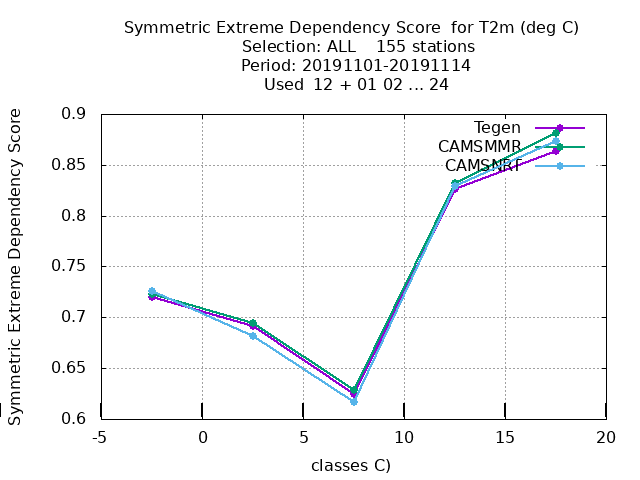 Symmetric Extreme Dependency Score for T2m (deg C)
Selection: ALL 155 stations
Period: 20191101-20191114
Used 12 + 01 02 ... 24
Symmetric Extreme Dependency Score
0.9
0.85
0.8
0.75
0.7
0.65
0.6
Tegen
CAMSMMR
CAMSNRT
-5
0
5
10
15
20
classes C)